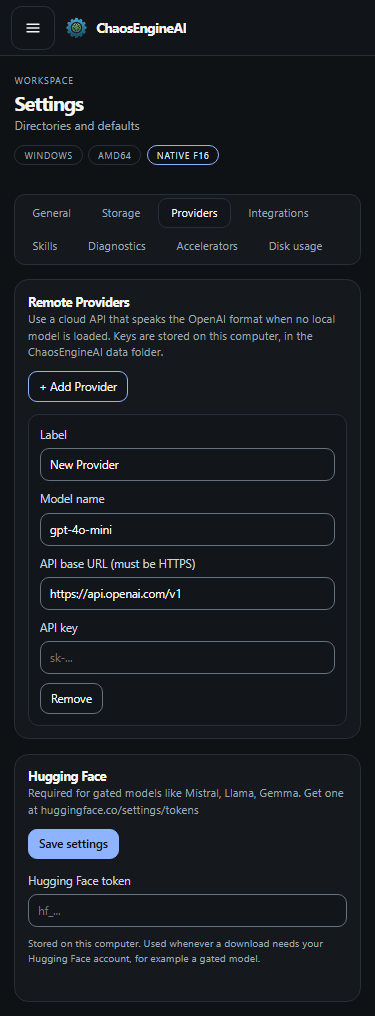 ChaosEngineAI
WORKSPACE
Settings
Directories and defaults
WINDOWS AMD64 NATIVE F16
General Storage Providers Integrations
Skills Diagnostics Accelerators Disk usage
Remote Providers
Use a cloud API that speaks the OpenAI format when no local
model is loaded. Keys are stored on this computer, in the
ChaosEngineAI data folder.
+ Add Provider
Label
New Provider
Model name
gpt-4o-mini
API base URL (must be HTTPS)
https://api.openai.com/v1
API key
sk-...
Remove
Hugging Face
Required for gated models like Mistral, Llama, Gemma. Get one
at huggingface.co/settings/tokens
Save settings
Hugging Face token
hf_...
Stored on this computer. Used whenever a download needs your
Hugging Face account, for example a gated model.